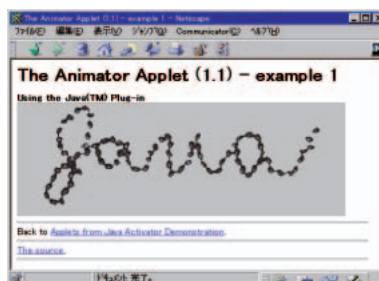 The Animator Applet (1.1) - example 1 - Netscape
ファイル(F) 編集(E) 表示(V) ジャンプ(G) Communicator(C) ヘルプ(H)
The Animator Applet (1.1) - example 1
Using the Java(TM) Plug-in
Java
Back to Applets from Java Activator Demonstration.
The source.
ドキュメント:完了。